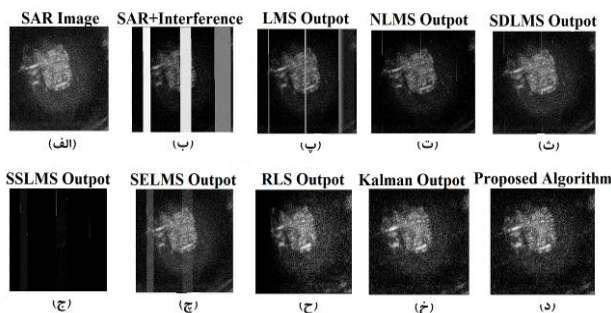 SAR Image SAR+Interference LMS Outpot NLMS Outpot SDLMS Outpot
(الف) (ب) (پ) (ت) (ث)
SSLMS Outpot SELMS Outpot RLS Outpot Kalman Outpot Proposed Algorithm
(ج) (چ) (ح) (خ) (د)